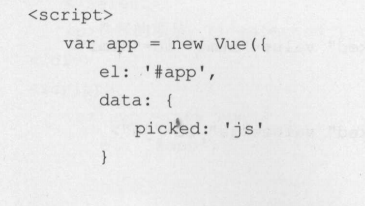 <script>
var app = new Vue({
el: '#app',
data: {
picked: 'js'
}